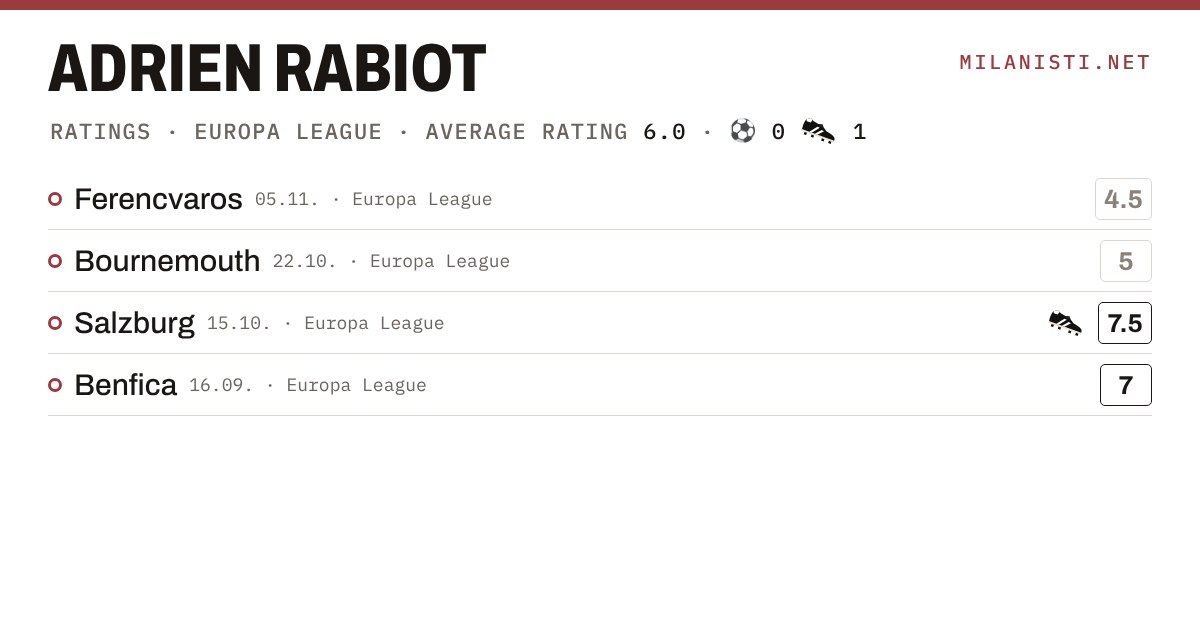 ADRIEN RABIOT
MILANISTI.NET
RATINGS · EUROPA LEAGUE · AVERAGE RATING 6.0 · ⚽ 0 👟 1
Ferencvaros 05.11. · Europa League 4.5
Bournemouth 22.10. · Europa League 5
Salzburg 15.10. · Europa League 7.5
Benfica 16.09. · Europa League 7